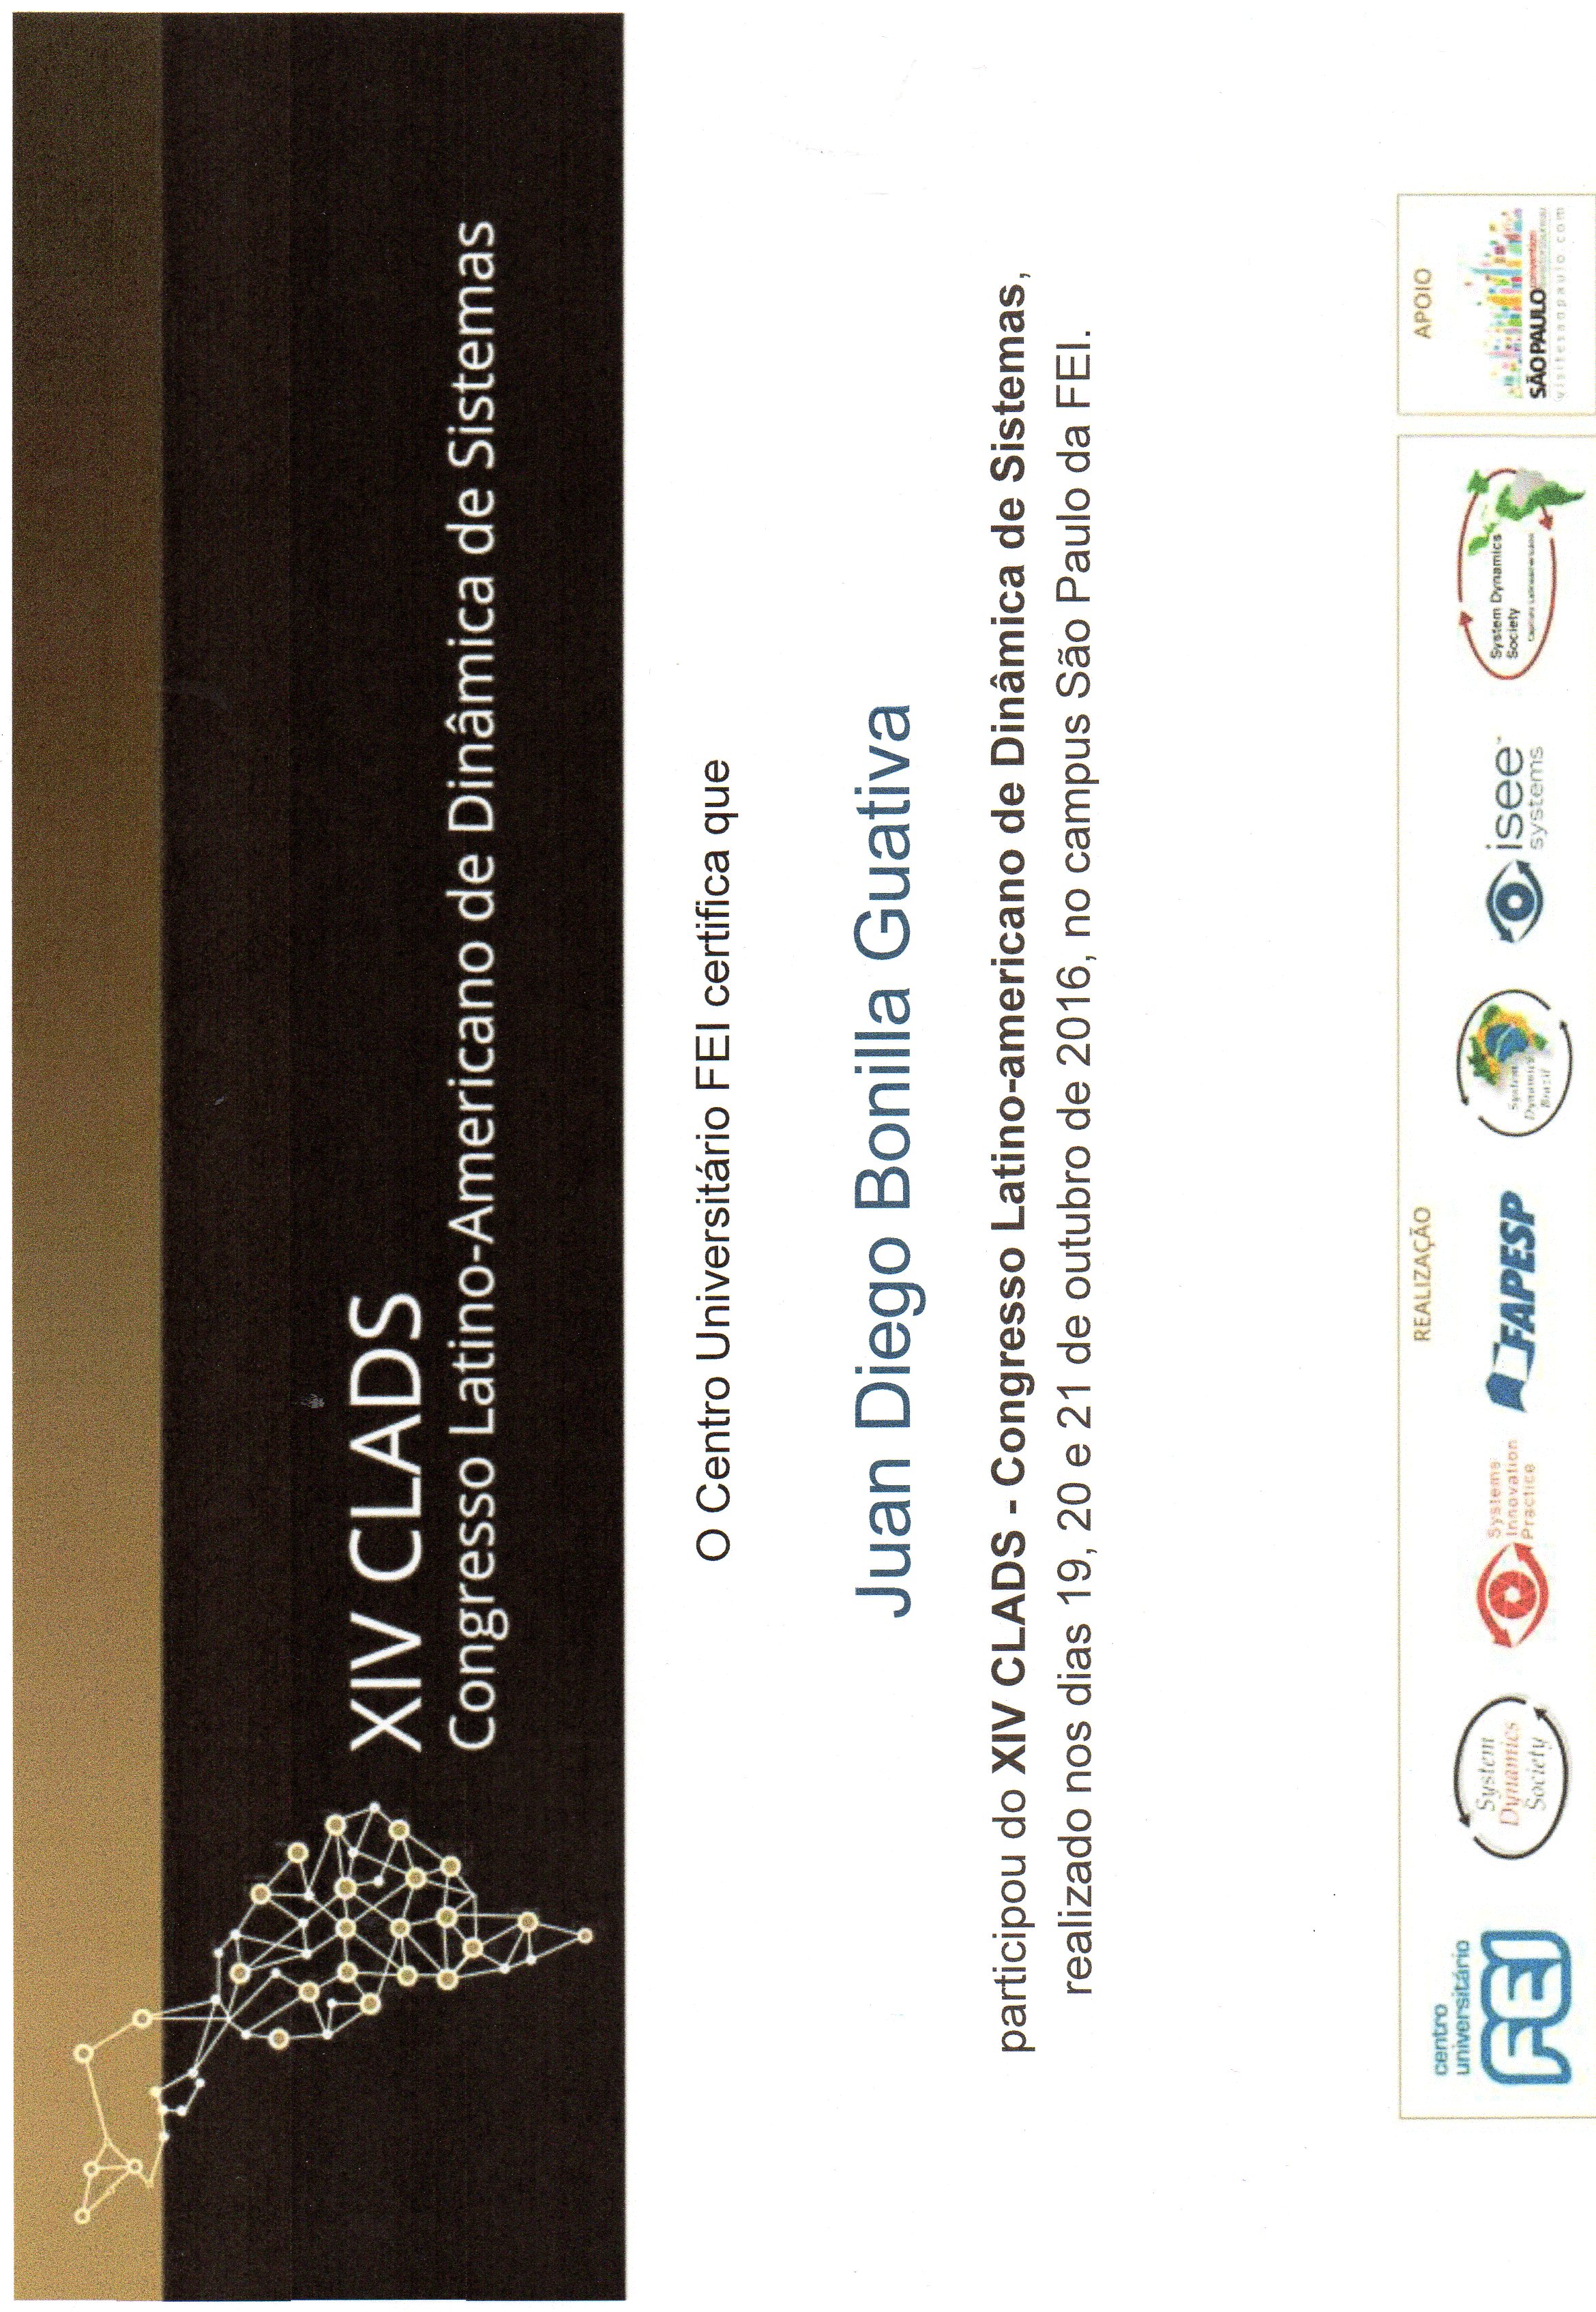 XIV CLADS
Congresso Latino-Americano de Dinâmica de Sistemas
O Centro Universitário FEI certifica que
Juan Diego Bonilla Guativa
participou do XIV CLADS - Congresso Latino-americano de Dinâmica de Sistemas,
realizado nos dias 19, 20 e 21 de outubro de 2016, no campus São Paulo da FEI.
REALIZAÇÃO
centro
universitário
FEI
System
Dynamics
Society
Systems
Innovation
Practice
FAPESP
System
Dynamics
Brazil
isee™
systems
System Dynamics
Society
APOIO
SÃO PAULO
visitesaopaulo.com